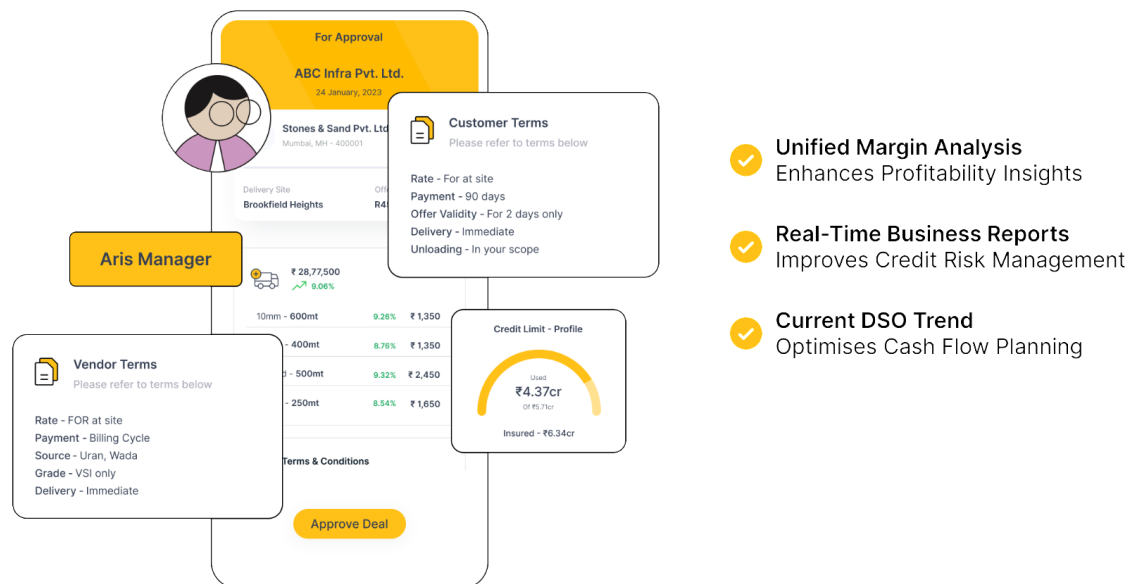 For Approval
ABC Infra Pvt. Ltd.
24 January, 2023
Stones & Sand Pvt. Ltd
Mumbai, MH - 400001
Delivery Site
Brookfield Heights
Customer Terms
Please refer to terms below
Rate - For at site
Payment - 90 days
Offer Validity - For 2 days only
Delivery - Immediate
Unloading - In your scope
Aris Manager
₹ 28,77,500
9.06%
10mm - 600mt 9.26% ₹ 1,350
- 400mt 8.76% ₹ 1,350
- 500mt 9.32% ₹ 2,450
- 250mt 8.54% ₹ 1,650
Terms & Conditions
Approve Deal
Vendor Terms
Please refer to terms below
Rate - FOR at site
Payment - Billing Cycle
Source - Uran, Wada
Grade - VSI only
Delivery - Immediate
Credit Limit - Profile
Used
₹4.37cr
Of ₹5.71cr
Insured - ₹6.34cr
Unified Margin Analysis
Enhances Profitability Insights
Real-Time Business Reports
Improves Credit Risk Management
Current DSO Trend
Optimises Cash Flow Planning